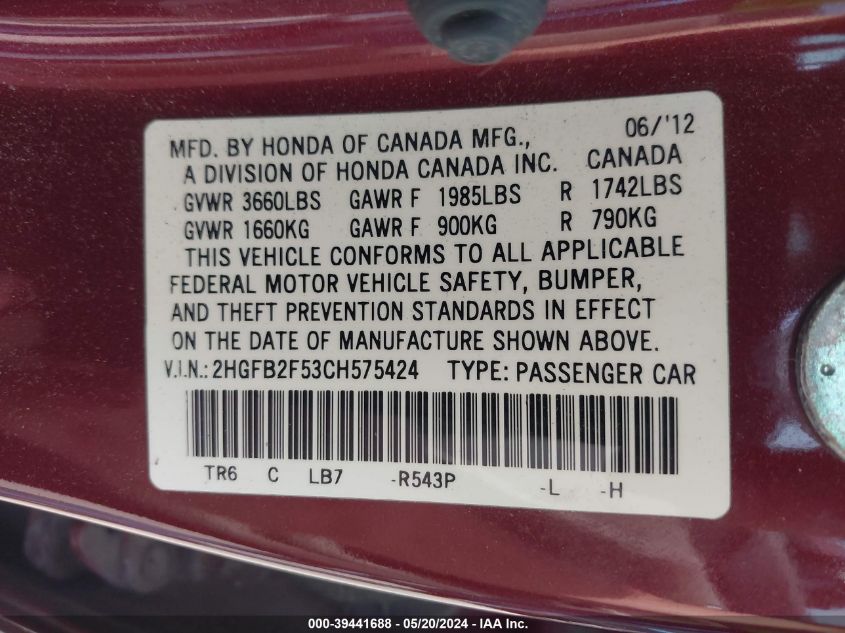 MFD. BY HONDA OF CANADA MFG., 06/'12
A DIVISION OF HONDA CANADA INC. CANADA
GVWR 3660LBS GAWR F 1985LBS R 1742LBS
GVWR 1660KG GAWR F 900KG R 790KG
THIS VEHICLE CONFORMS TO ALL APPLICABLE
FEDERAL MOTOR VEHICLE SAFETY, BUMPER,
AND THEFT PREVENTION STANDARDS IN EFFECT
ON THE DATE OF MANUFACTURE SHOWN ABOVE.
V.I.N.: 2HGFB2F53CH575424 TYPE: PASSENGER CAR
TR6 C LB7 -R543P -L -H
000-39441688 - 05/20/2024 - IAA Inc.